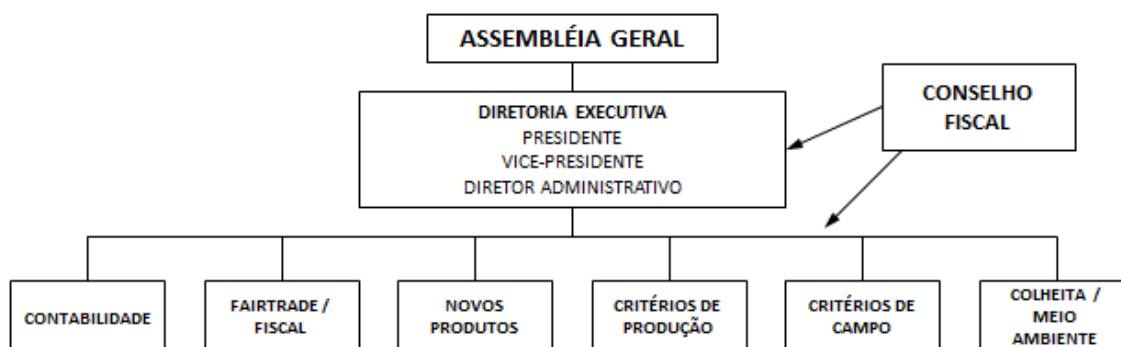 ASSEMBLÉIA GERAL
DIRETORIA EXECUTIVA
PRESIDENTE
VICE-PRESIDENTE
DIRETOR ADMINISTRATIVO
CONSELHO
FISCAL
CONTABILIDADE
FAIRTRADE /
FISCAL
NOVOS
PRODUTOS
CRITÉRIOS DE
PRODUÇÃO
CRITÉRIOS DE
CAMPO
COLHEITA /
MEIO
AMBIENTE